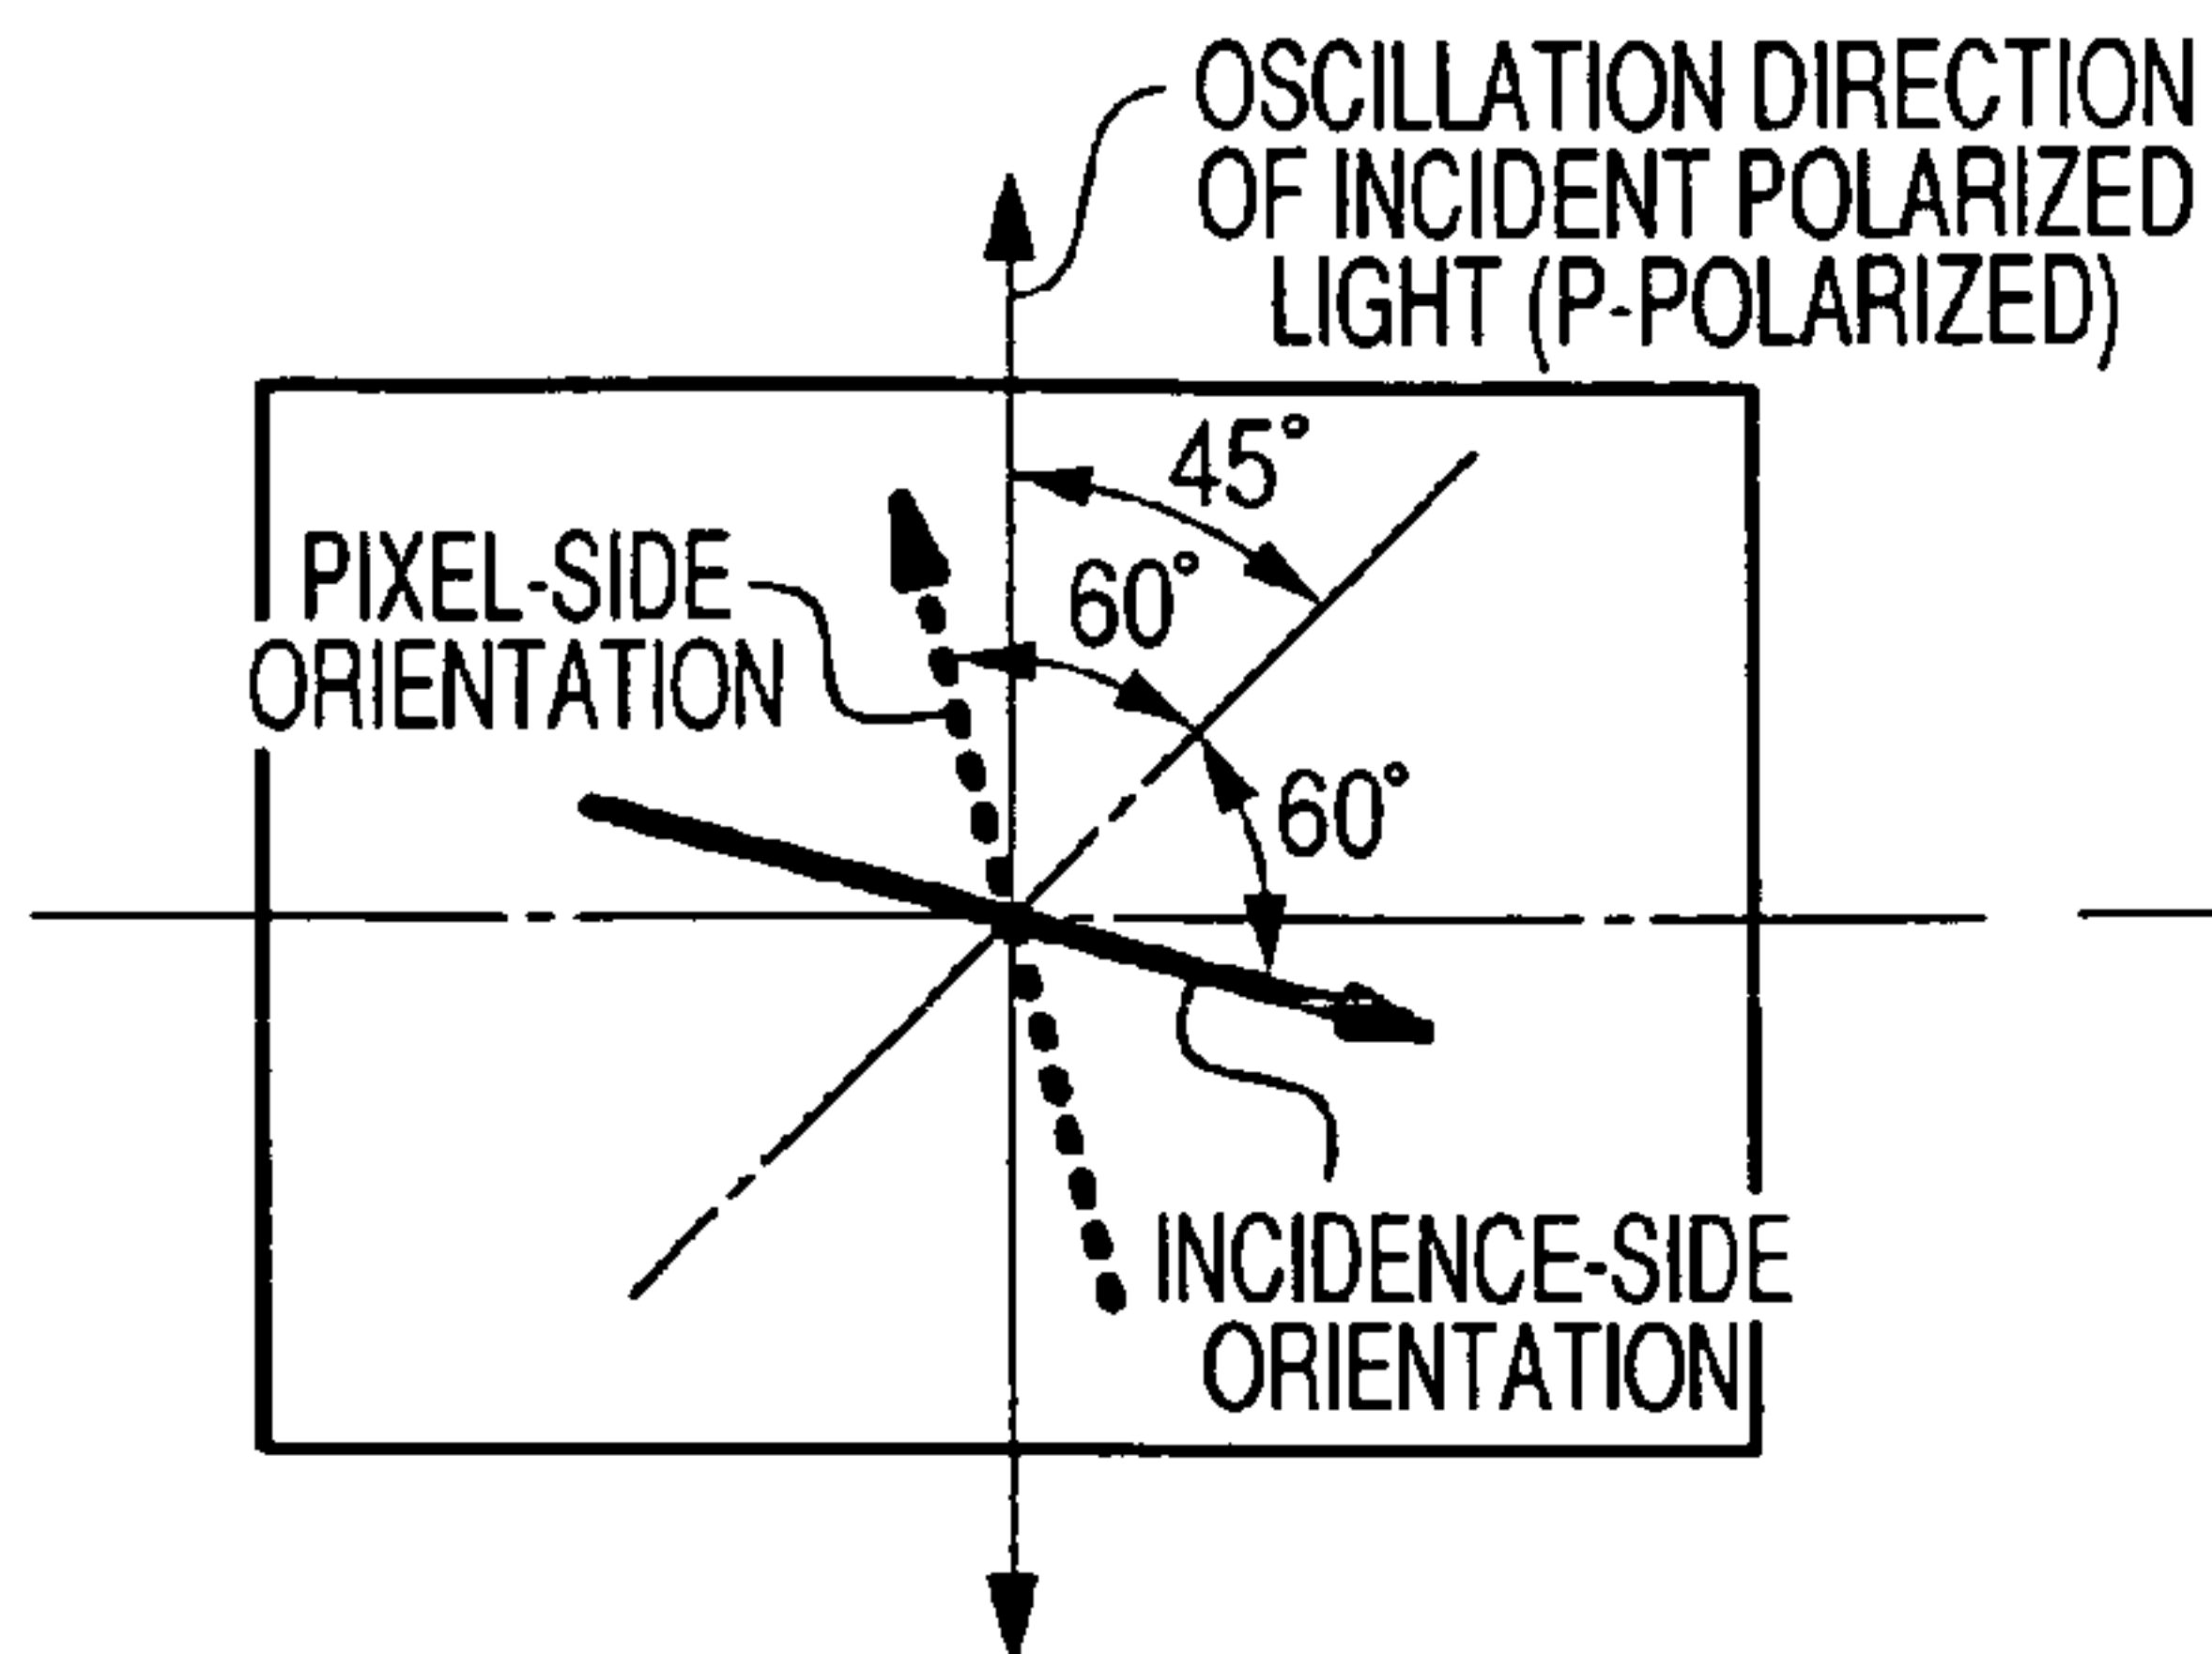 OSCILLATION DIRECTION
OF INCIDENT POLARIZED
LIGHT (P-POLARIZED)
45°
60°
PIXEL-SIDE
ORIENTATION
60°
INCIDENCE-SIDE
ORIENTATION